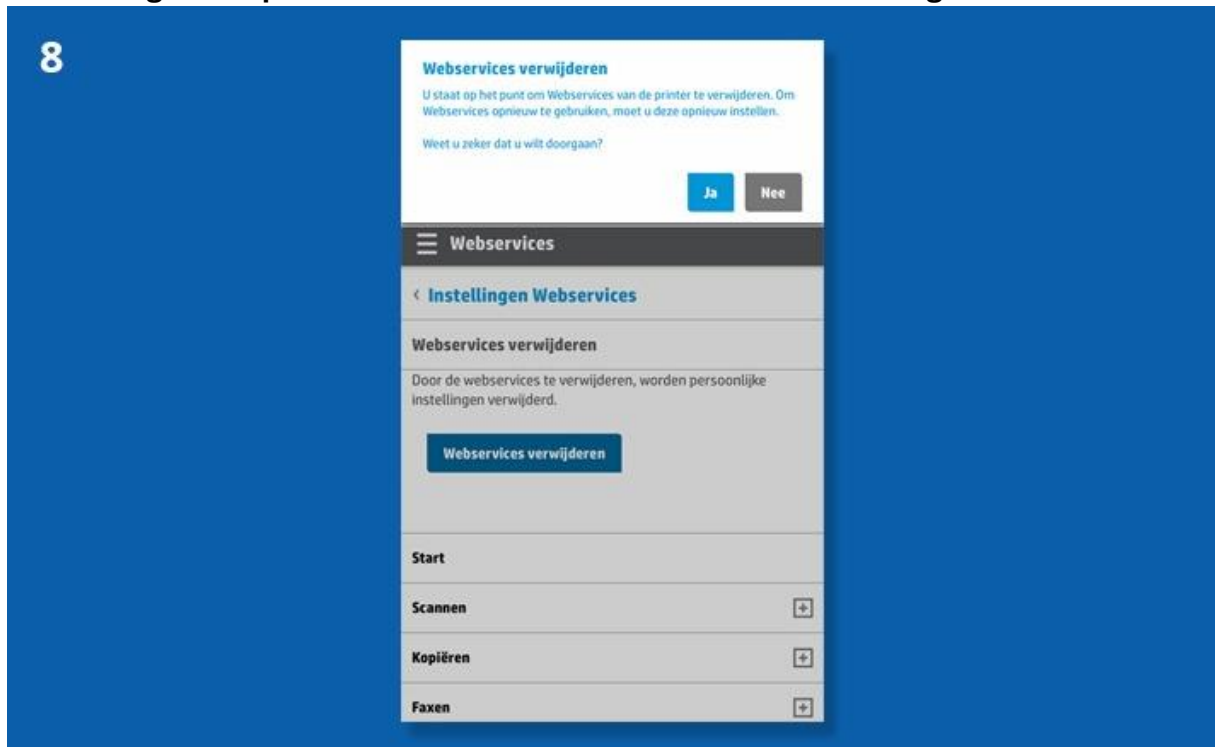 8
Webservices verwijderen
U staat op het punt om Webservices van de printer te verwijderen. Om
Webservices opnieuw te gebruiken, moet u deze opnieuw instellen.
Weet u zeker dat u wilt doorgaan?
Ja Nee
☰ Webservices
‹ Instellingen Webservices
Webservices verwijderen
Door de webservices te verwijderen, worden persoonlijke
instellingen verwijderd.
Webservices verwijderen
Start
Scannen
Kopiëren
Faxen